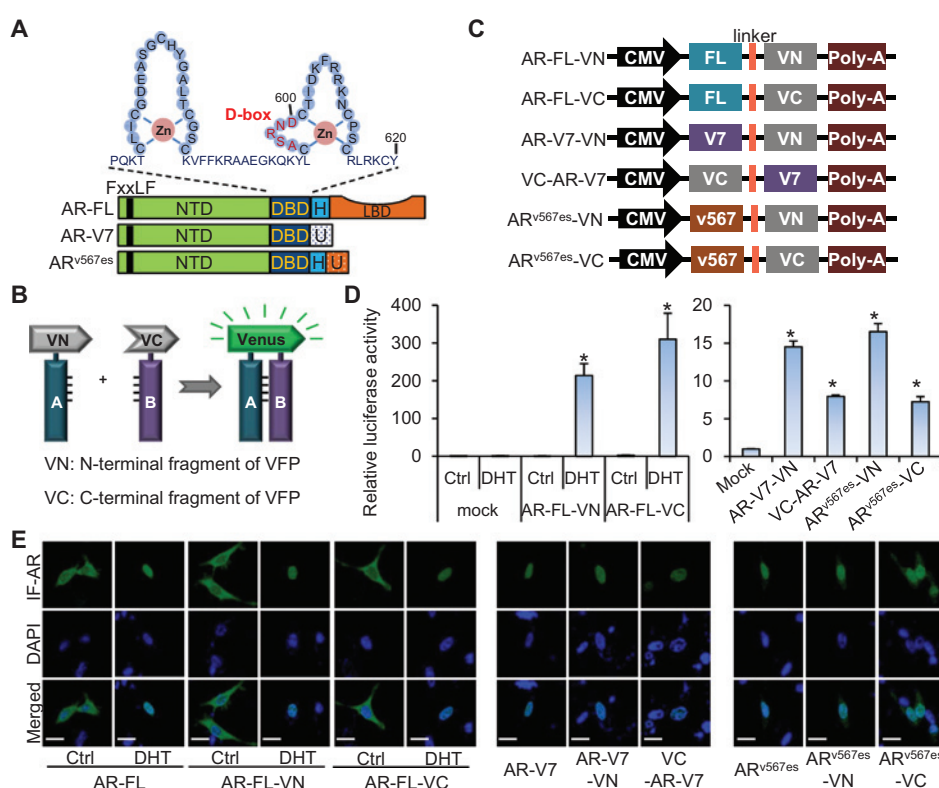 A
C L I C G D E A S G C H Y G A L T C G S C
Zn
D-box
600
C T I D K F R R K N C P S C
D N R S S A C
Zn
620
PQKT
KVFFKRAAEGKQKYL
RLRKCY
FxxLF
AR-FL
NTD
DBD
H
LBD
AR-V7
NTD
DBD
U
ARv567es
NTD
DBD
H
U
B
VN
VC
Venus
A
+
B
A
B
VN: N-terminal fragment of VFP
VC: C-terminal fragment of VFP
C
linker
AR-FL-VN CMV FL VN Poly-A
AR-FL-VC CMV FL VC Poly-A
AR-V7-VN CMV V7 VN Poly-A
VC-AR-V7 CMV VC V7 Poly-A
ARv567es-VN CMV v567 VN Poly-A
ARv567es-VC CMV v567 VC Poly-A
D
Relative luciferase activity
400
300
200
100
0
* *
Ctrl DHT Ctrl DHT Ctrl DHT
mock AR-FL-VN AR-FL-VC
20
15
10
5
0
* * * *
Mock
AR-V7-VN
VC-AR-V7
ARv567es-VN
ARv567es-VC
E
IF-AR
DAPI
Merged
Ctrl DHT Ctrl DHT Ctrl DHT
AR-FL AR-FL-VN AR-FL-VC
AR-V7
AR-V7
-VN
VC
-AR-V7
ARv567es
ARv567es
-VN
ARv567es
-VC